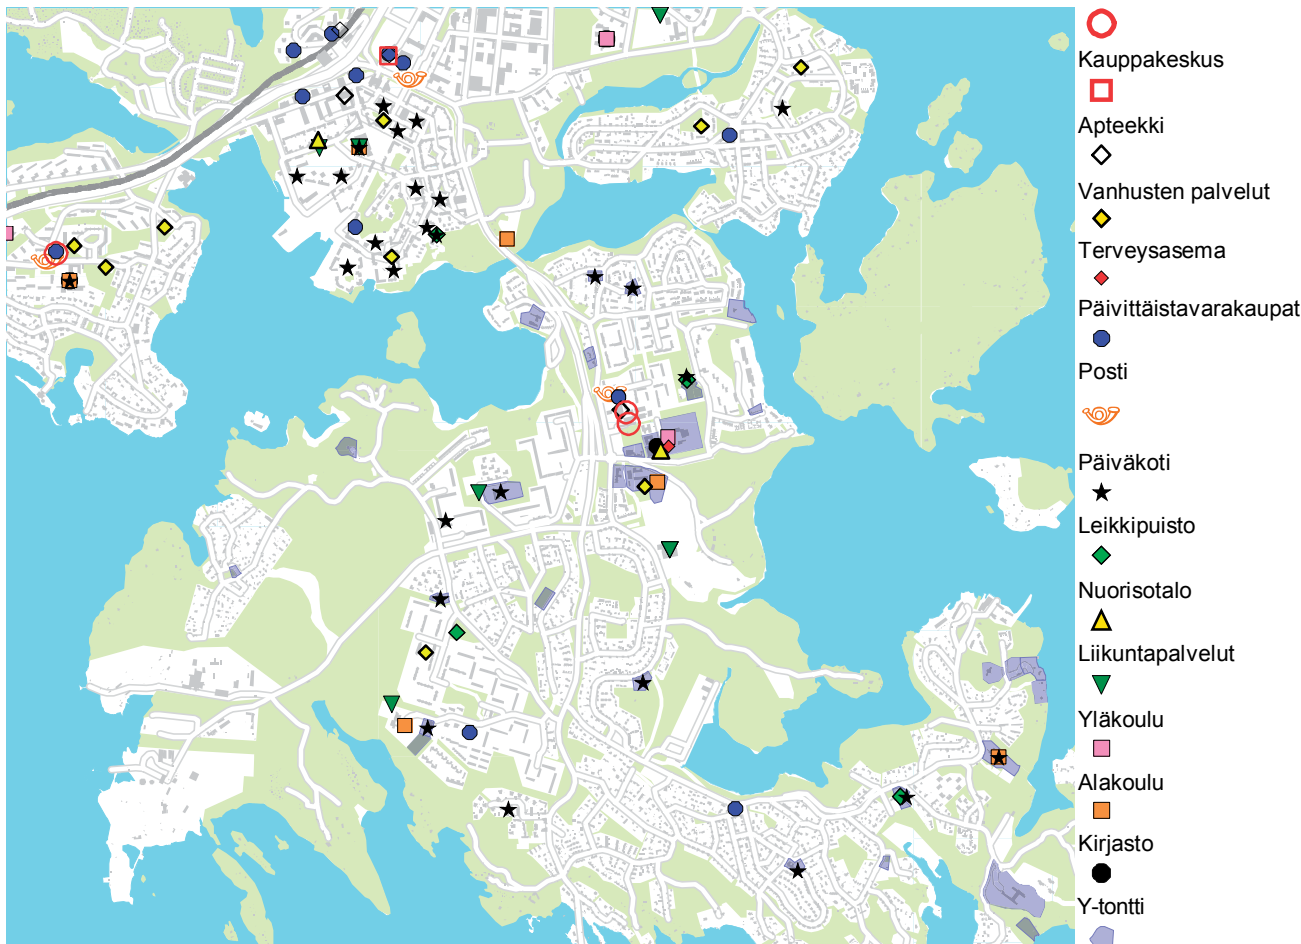 Kauppakeskus
Apteekki
Vanhusten palvelut
Terveysasema
Päivittäistavarakaupat
Posti
Päiväkoti
Leikkipuisto
Nuorisotalo
Liikuntapalvelut
Yläkoulu
Alakoulu
Kirjasto
Y-tontti